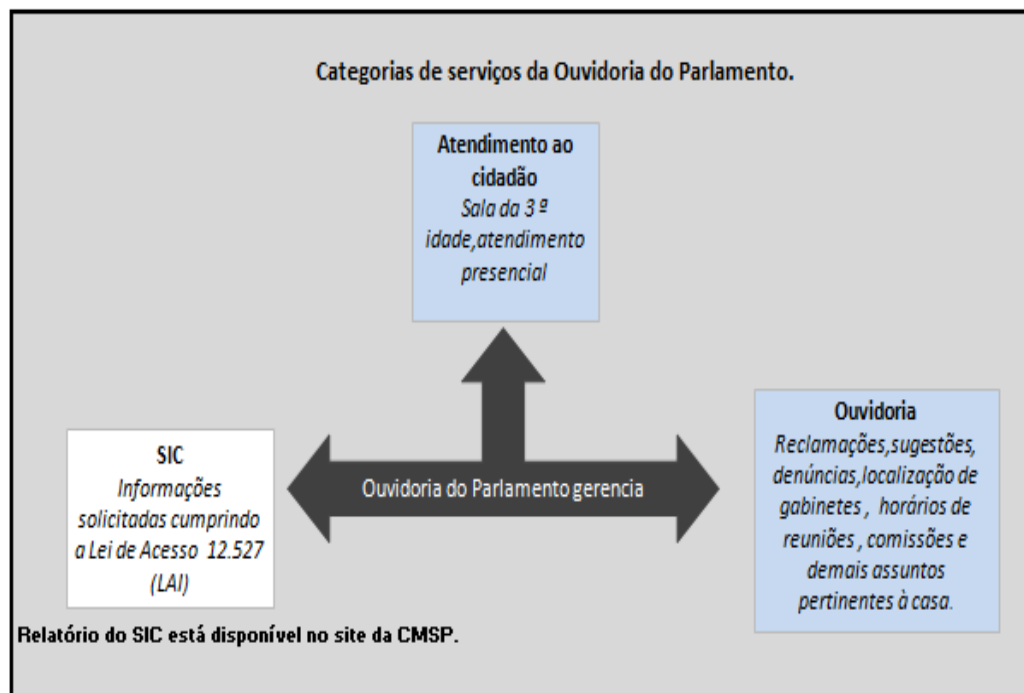 Categorias de serviços da Ouvidoria do Parlamento.
Atendimento ao
cidadão
Sala da 3 ª
idade,atendimento
presencial
Ouvidoria do Parlamento gerencia
SIC
Informações
solicitadas cumprindo
a Lei de Acesso 12.527
(LAI)
Ouvidoria
Reclamações,sugestões,
denúncias,localização de
gabinetes , horários de
reuniões , comissões e
demais assuntos
pertinentes à casa.
Relatório do SIC está disponível no site da CMSP.